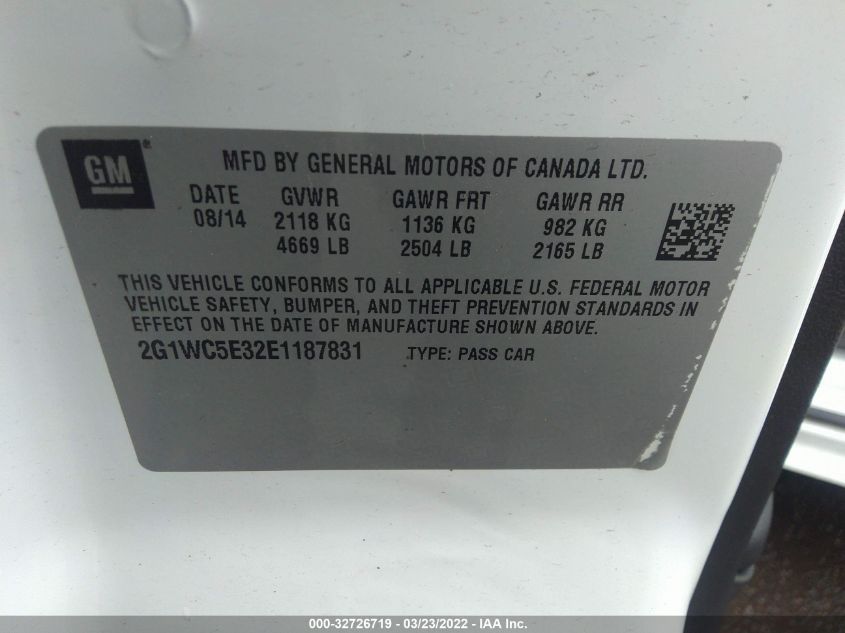 GM ®
MFD BY GENERAL MOTORS OF CANADA LTD.
DATE GVWR GAWR FRT GAWR RR
08/14 2118 KG 1136 KG 982 KG
4669 LB 2504 LB 2165 LB
THIS VEHICLE CONFORMS TO ALL APPLICABLE U.S. FEDERAL MOTOR
VEHICLE SAFETY, BUMPER, AND THEFT PREVENTION STANDARDS IN
EFFECT ON THE DATE OF MANUFACTURE SHOWN ABOVE.
2G1WC5E32E1187831 TYPE: PASS CAR
000-32726719 - 03/23/2022 - IAA Inc.